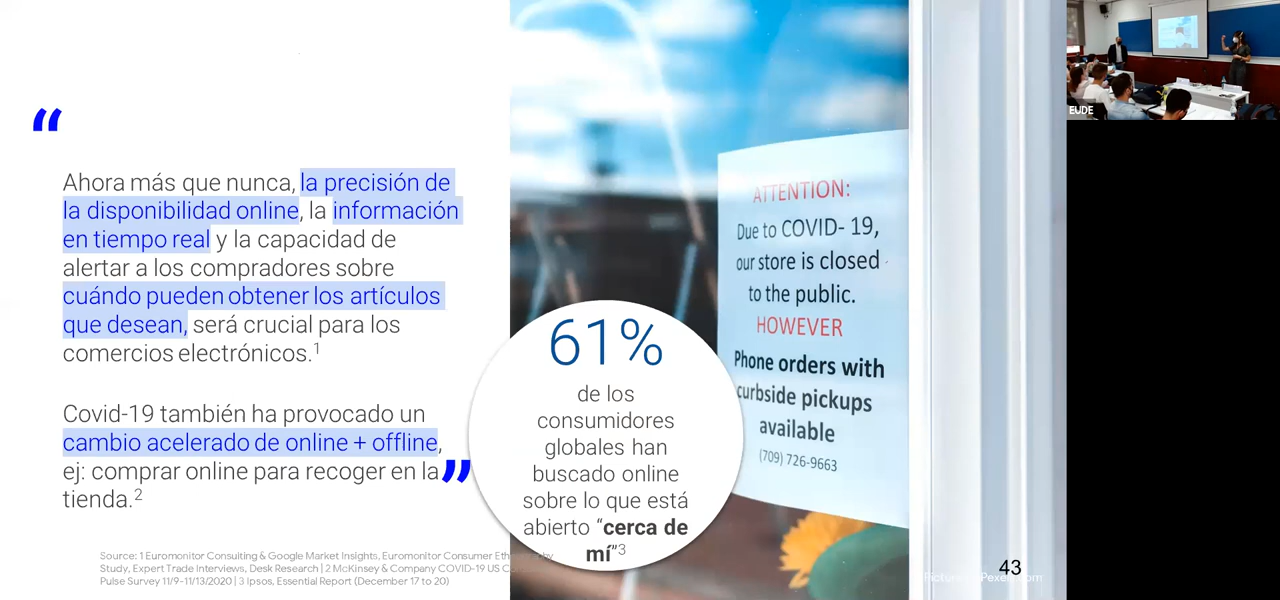 “
Ahora más que nunca, la precisión de
la disponibilidad online, la información
en tiempo real y la capacidad de
alertar a los compradores sobre
cuándo pueden obtener los artículos
que desean, será crucial para los
comercios electrónicos.1
Covid-19 también ha provocado un
cambio acelerado de online + offline,
ej: comprar online para recoger en la
tienda.2
”
61%
de los
consumidores
globales han
buscado online
sobre lo que está
abierto “cerca de
mí”3
ATTENTION:
Due to COVID- 19,
our store is closed
to the public.
HOWEVER
Phone orders with
curbside pickups
available
(709) 726-9663
Source: 1 Euromonitor Consulting & Google Market Insights, Euromonitor Consumer
Study, Expert Trade Interviews, Desk Research | 2 McKinsey & Company COVID-19 US
Pulse Survey 11/9-11/13/2020 | 3 Ipsos, Essential Report (December 17 to 20)
43
EUDE